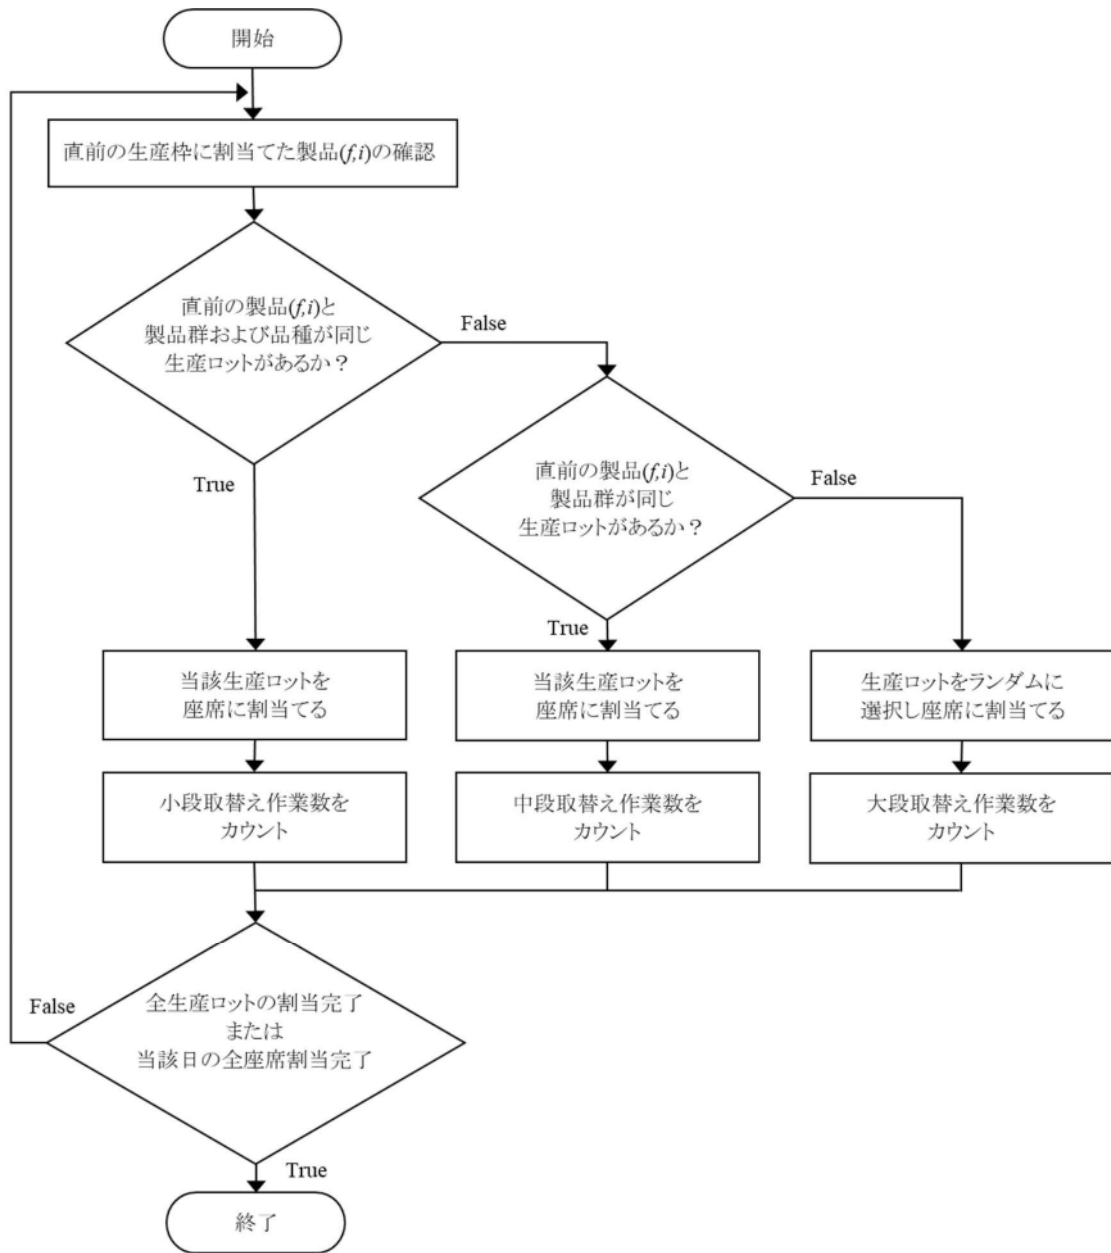 開始
直前の生産枠に割当てた製品(f,i)の確認
直前の製品(f,i)と
製品群および品種が同じ
生産ロットがあるか？
False
True
直前の製品(f,i)と
製品群が同じ
生産ロットがあるか？
False
True
当該生産ロットを
座席に割当てる
当該生産ロットを
座席に割当てる
生産ロットをランダムに
選択し座席に割当てる
小段取替え作業数を
カウント
中段取替え作業数を
カウント
大段取替え作業数を
カウント
全生産ロットの割当完了
または
当該日の全座席割当完了
False
True
終了